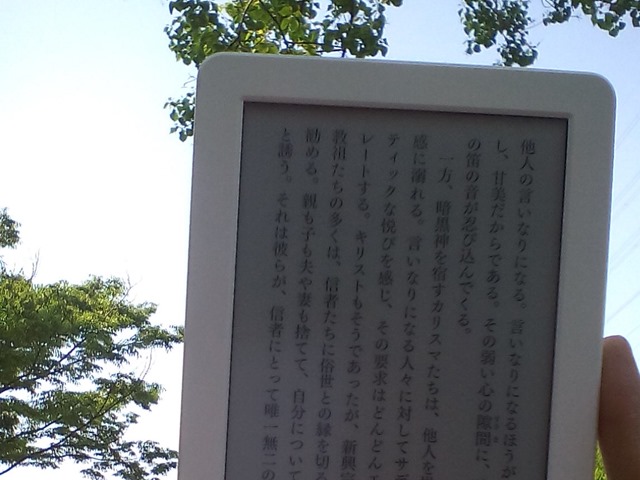 他人の言いなりになる。言いなりになるほうが
し、甘美だからである。その弱い心の隙間に、
の笛の音が忍び込んでくる。
一方、暗黒神を宿すカリスマたちは、他人を
感に溺れる。言いなりになる人々に対してサデ
ィックな悦びを感じ、その要求はどんどんエ
レートする。キリストもそうであったが、新興宗
教祖たちの多くは、信者たちに俗世との縁を切る
勧める。親も子も夫や妻も捨てて、自分について
と誘う。それは彼らが、信者にとって唯一無二の